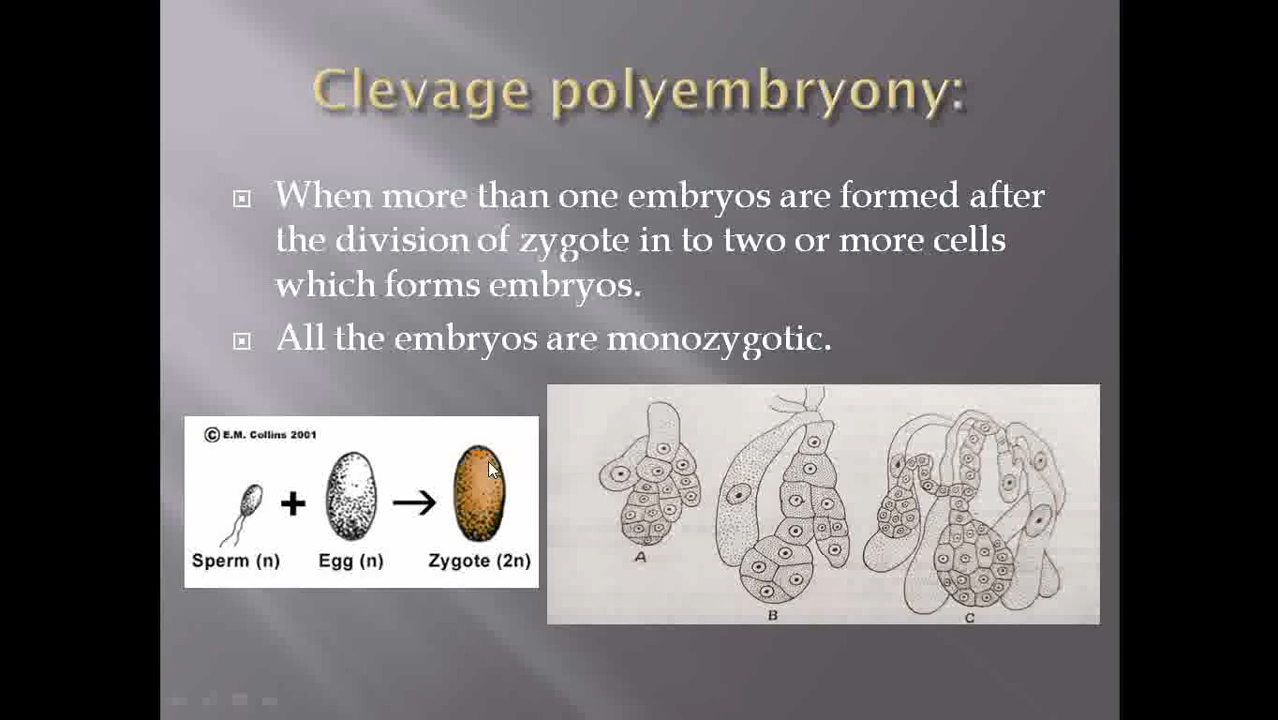 Clevage polyembryony:
When more than one embryos are formed after
the division of zygote in to two or more cells
which forms embryos.
All the embryos are monozygotic.
© E.M. Collins 2001
+
Sperm (n) Egg (n) Zygote (2n)
A
B
C